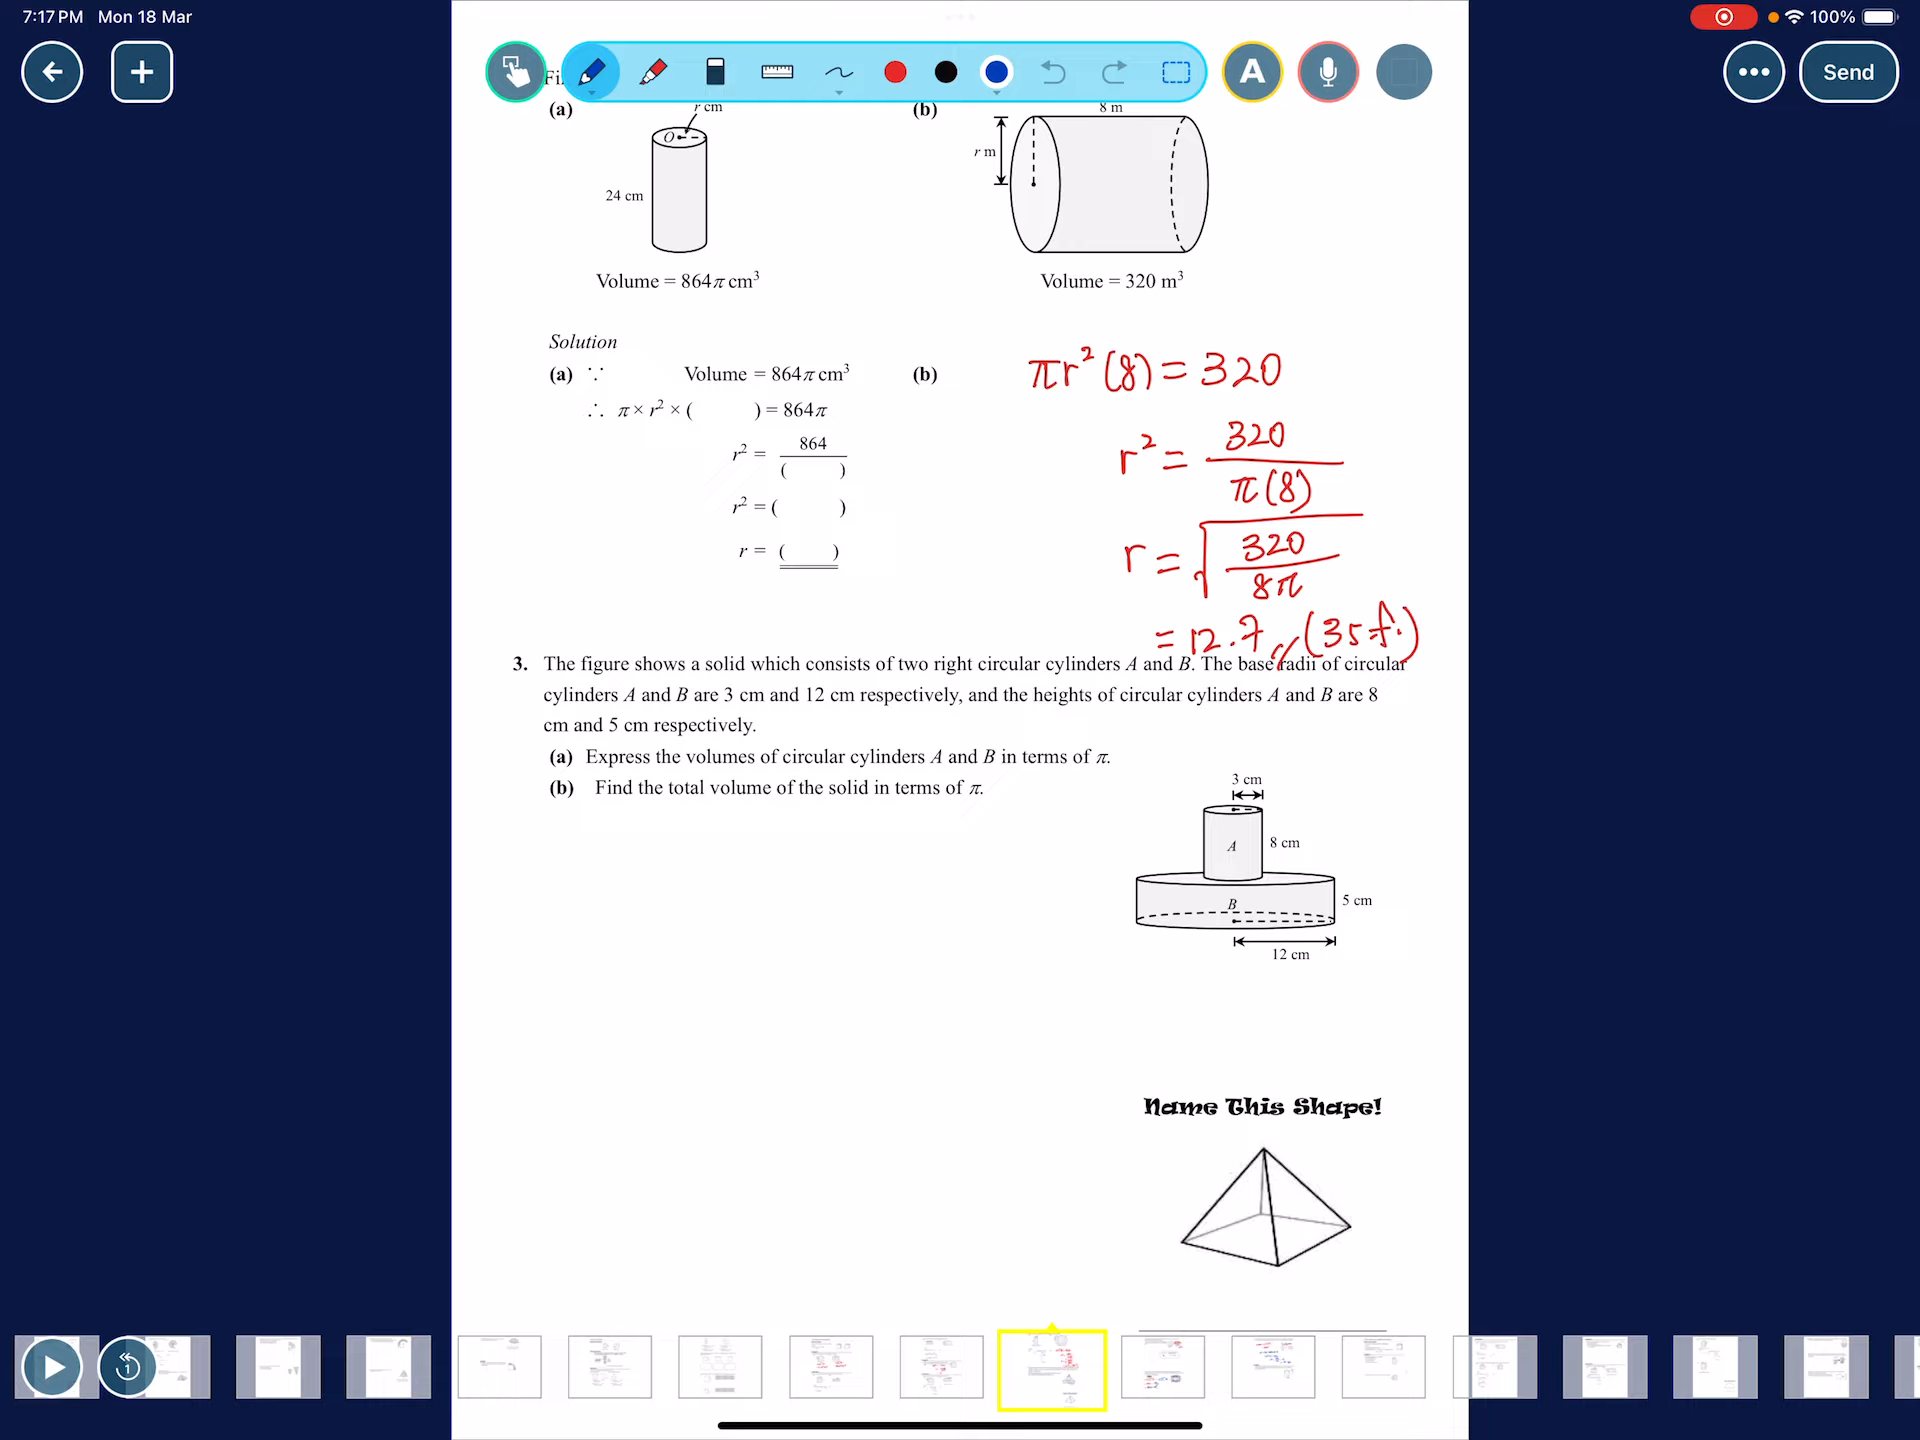 7:17 PM Mon 18 Mar
100%
Send
A
Fi
(a)
r cm
O
24 cm
Volume = 864π cm³
(b)
8 m
r m
Volume = 320 m³
Solution
(a) ∵ Volume = 864π cm³
∴ π × r² × ( ) = 864π
r² = 864
( )
r² = ( )
r = ( )
(b)
πr²(8) = 320
r² = 320
π(8)
r = √320
8π
= 12.7 // (3 s.f.)
3. The figure shows a solid which consists of two right circular cylinders A and B. The base radii of circular
cylinders A and B are 3 cm and 12 cm respectively, and the heights of circular cylinders A and B are 8
cm and 5 cm respectively.
(a) Express the volumes of circular cylinders A and B in terms of π.
(b) Find the total volume of the solid in terms of π.
3 cm
A
8 cm
B
5 cm
12 cm
Name This Shape!
1